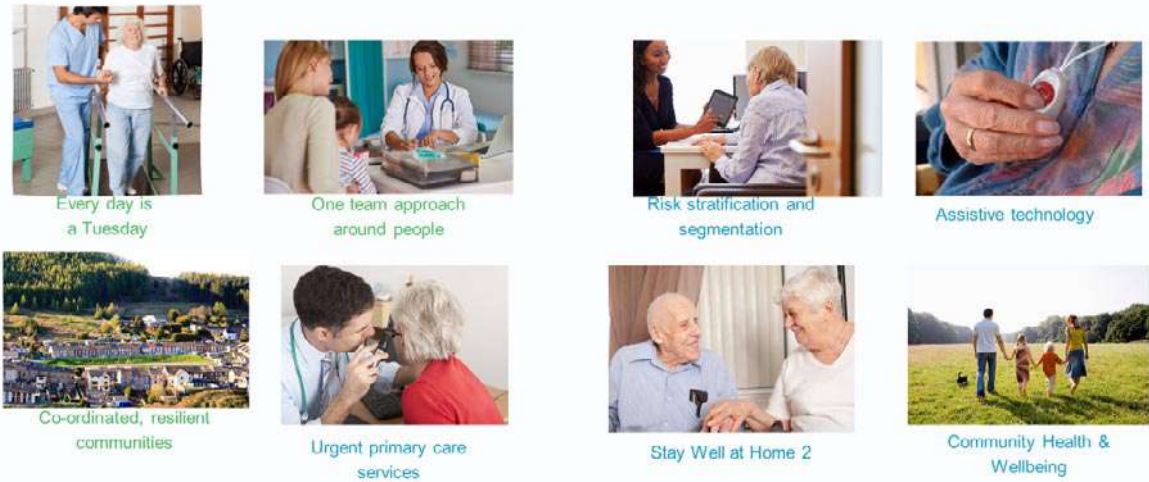 Every day is
a Tuesday
One team approach
around people
Risk stratification and
segmentation
Assistive technology
Co-ordinated, resilient
communities
Urgent primary care
services
Stay Well at Home 2
Community Health &
Wellbeing